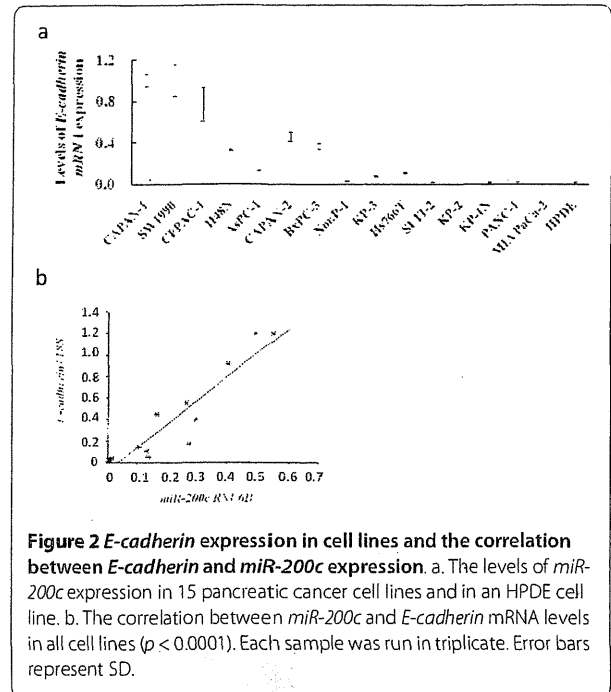 a
Levels of E-cadherin
mRNA expression
1.2
0.8
0.4
0.0
CAPAN-1
SW1990
CFPAC-1
H48N
AsPC-1
CAPAN-2
BxPC-3
NorP-1
KP-3
Hs766T
SUIT-2
KP-2
KP-1N
PANC-1
MIA PaCa-2
HPDE
b
E-cadherin/18S
1.4
1.2
1.0
0.8
0.6
0.4
0.2
0
0 0.1 0.2 0.3 0.4 0.5 0.6 0.7
miR-200c/RNU6B
Figure 2 E-cadherin expression in cell lines and the correlation
between E-cadherin and miR-200c expression. a. The levels of miR-
200c expression in 15 pancreatic cancer cell lines and in an HPDE cell
line. b. The correlation between miR-200c and E-cadherin mRNA levels
in all cell lines (p < 0.0001). Each sample was run in triplicate. Error bars
represent SD.